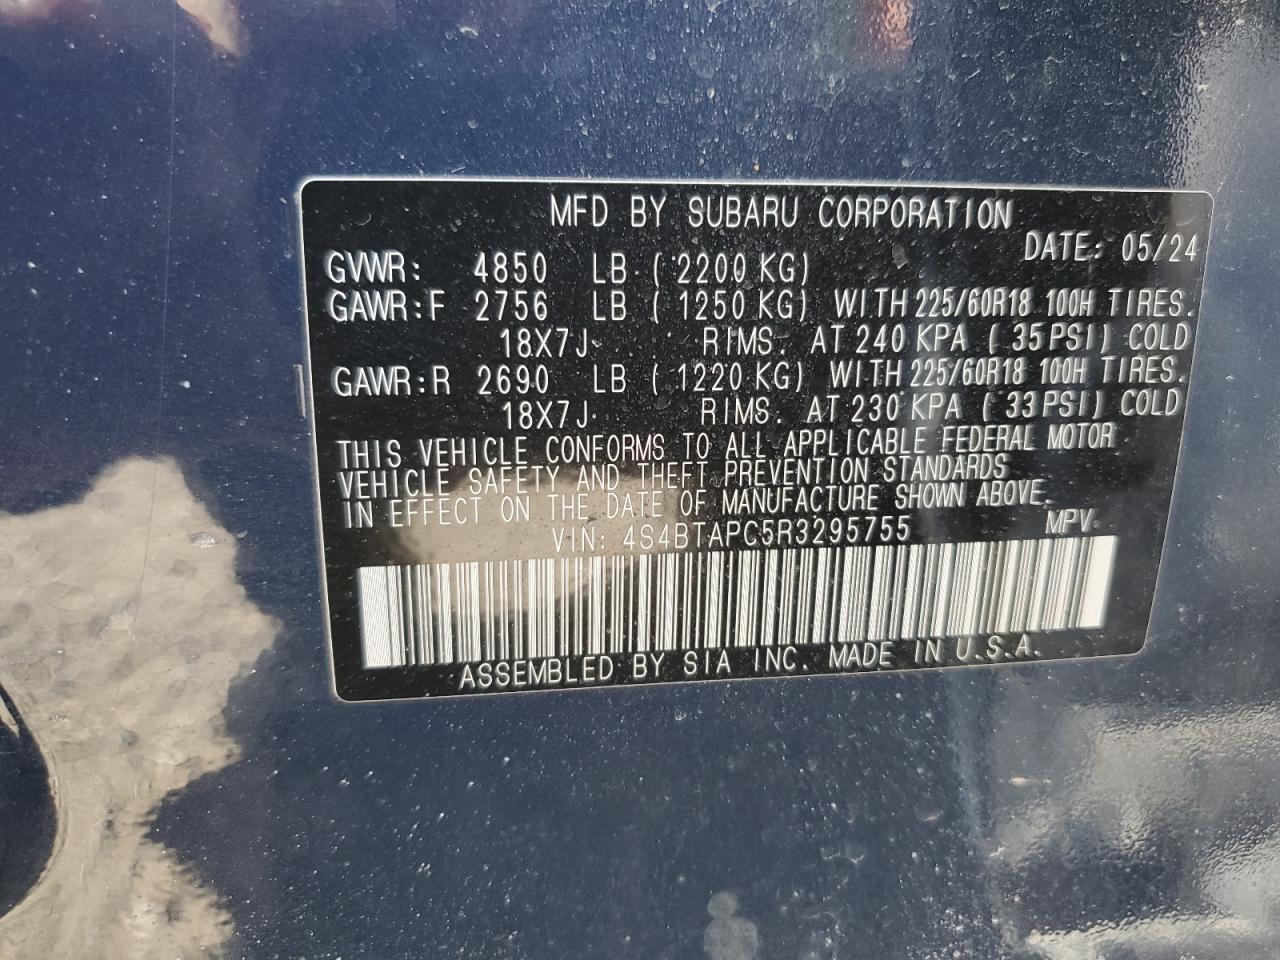 MFD BY SUBARU CORPORATION
DATE: 05/24
GVWR: 4850 LB (2200 KG)
GAWR:F 2756 LB (1250 KG) WITH 225/60R18 100H TIRES.
18X7J RIMS. AT 240 KPA (35PSI) COLD
GAWR:R 2690 LB (1220 KG) WITH 225/60R18 100H TIRES.
18X7J RIMS. AT 230 KPA (33PSI) COLD
THIS VEHICLE CONFORMS TO ALL APPLICABLE FEDERAL MOTOR
VEHICLE SAFETY AND THEFT PREVENTION STANDARDS
IN EFFECT ON THE DATE OF MANUFACTURE SHOWN ABOVE.
VIN: 4S4BTAPC5R3295755 MPV
ASSEMBLED BY SIA INC. MADE IN U.S.A.